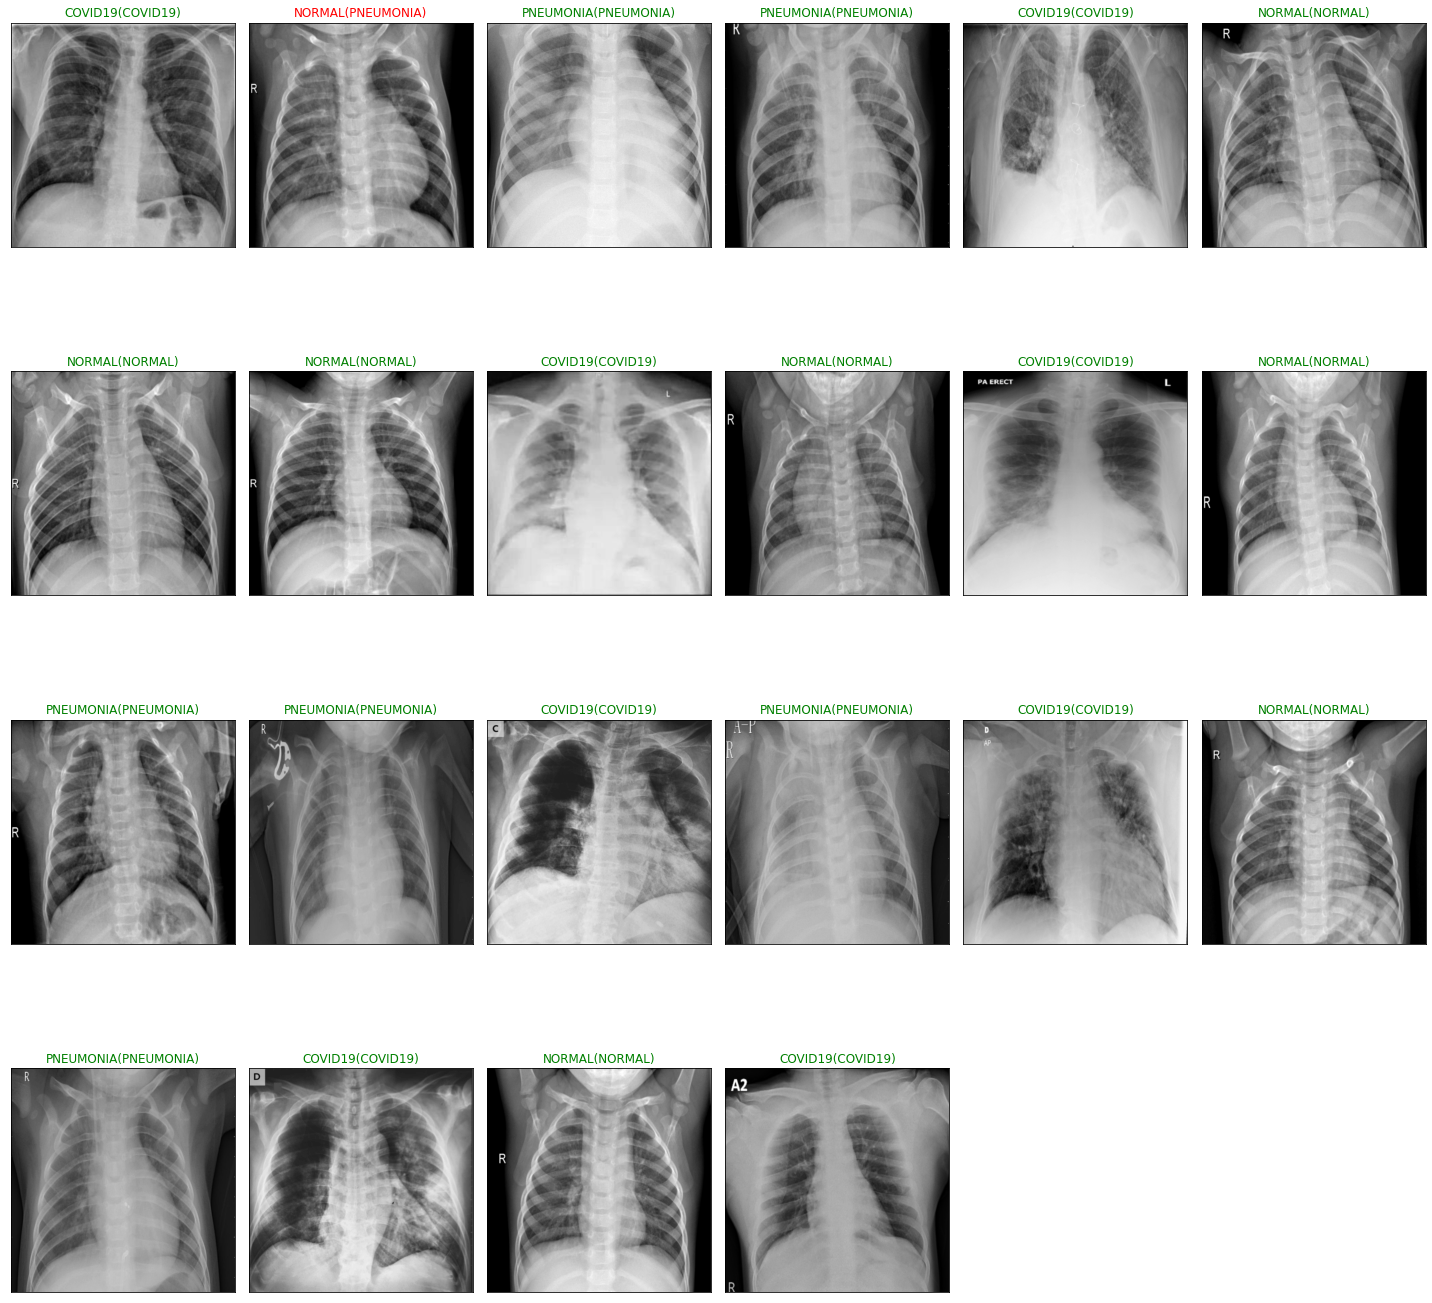 COVID19(COVID19) NORMAL(PNEUMONIA) PNEUMONIA(PNEUMONIA) PNEUMONIA(PNEUMONIA) COVID19(COVID19) NORMAL(NORMAL)
R R R
NORMAL(NORMAL) NORMAL(NORMAL) COVID19(COVID19) NORMAL(NORMAL) COVID19(COVID19) NORMAL(NORMAL)
R R L R PA ERECT L R
PNEUMONIA(PNEUMONIA) PNEUMONIA(PNEUMONIA) COVID19(COVID19) PNEUMONIA(PNEUMONIA) COVID19(COVID19) NORMAL(NORMAL)
R R C A-P R D AP R
PNEUMONIA(PNEUMONIA) COVID19(COVID19) NORMAL(NORMAL) COVID19(COVID19)
R D R A2 R